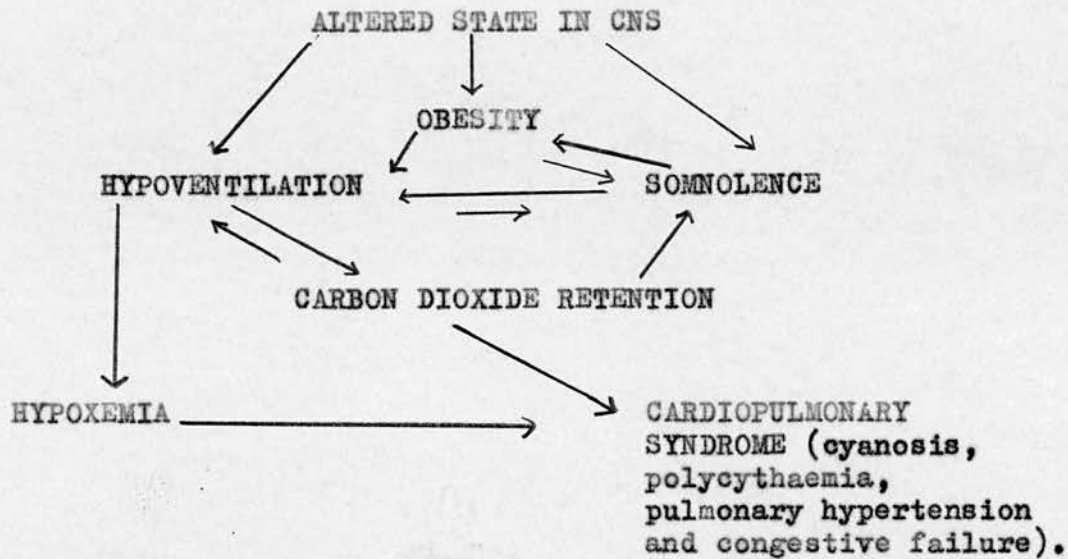 ALTERED STATE IN CNS
OBESITY
HYPOVENTILATION
SOMNOLENCE
CARBON DIOXIDE RETENTION
HYPOXEMIA
CARDIOPULMONARY
SYNDROME (cyanosis,
polycythaemia,
pulmonary hypertension
and congestive failure).